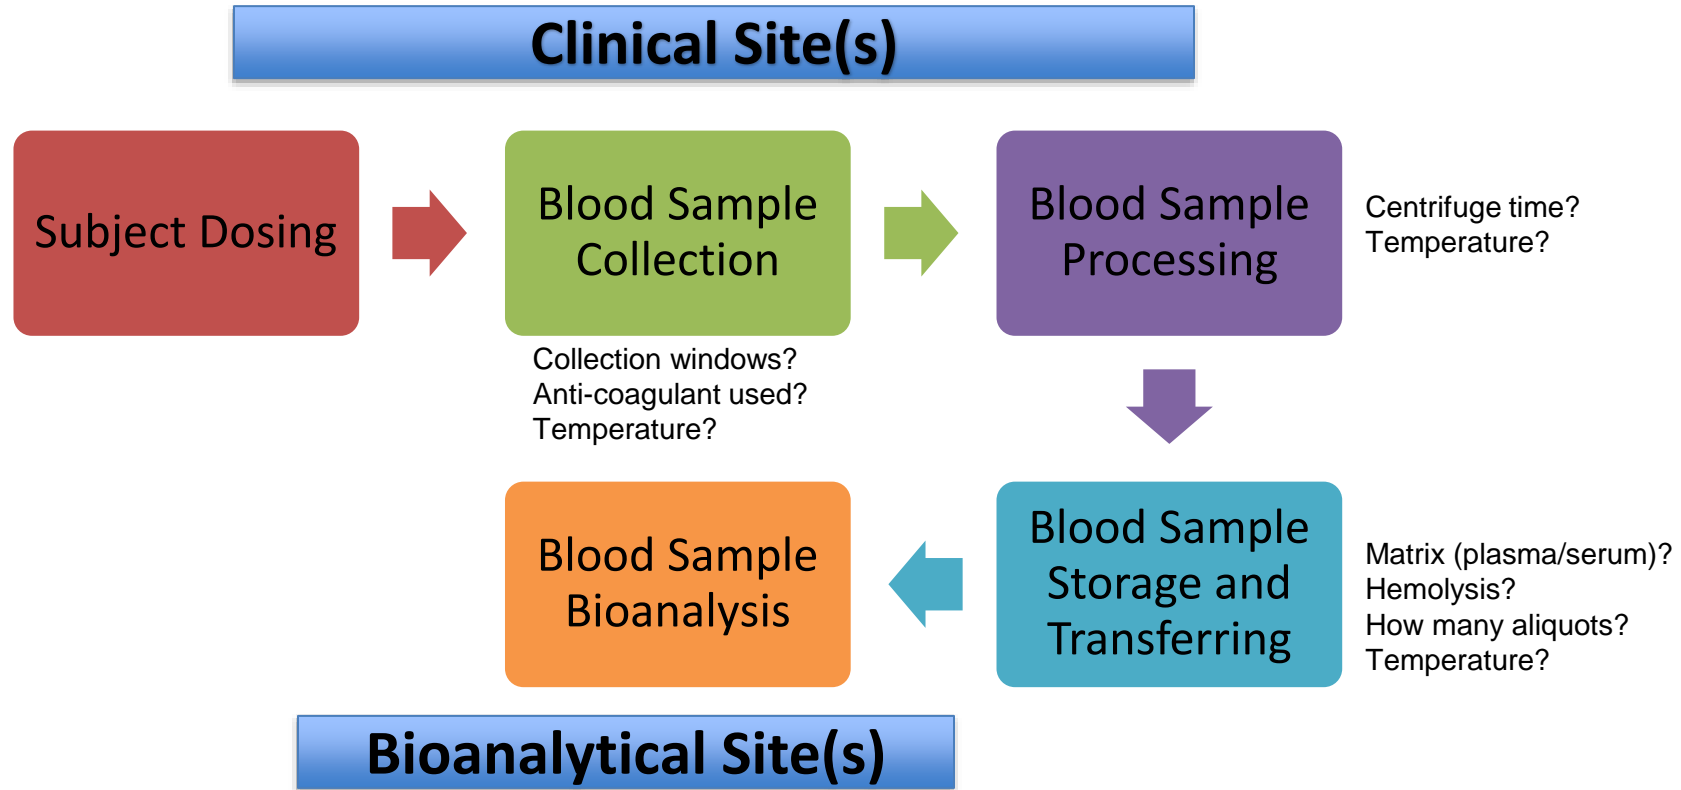 Clinical Site(s)
Subject Dosing
Blood Sample
Collection
Blood Sample
Processing
Centrifuge time?
Temperature?
Collection windows?
Anti-coagulant used?
Temperature?
Blood Sample
Storage and
Transferring
Matrix (plasma/serum)?
Hemolysis?
How many aliquots?
Temperature?
Blood Sample
Bioanalysis
Bioanalytical Site(s)